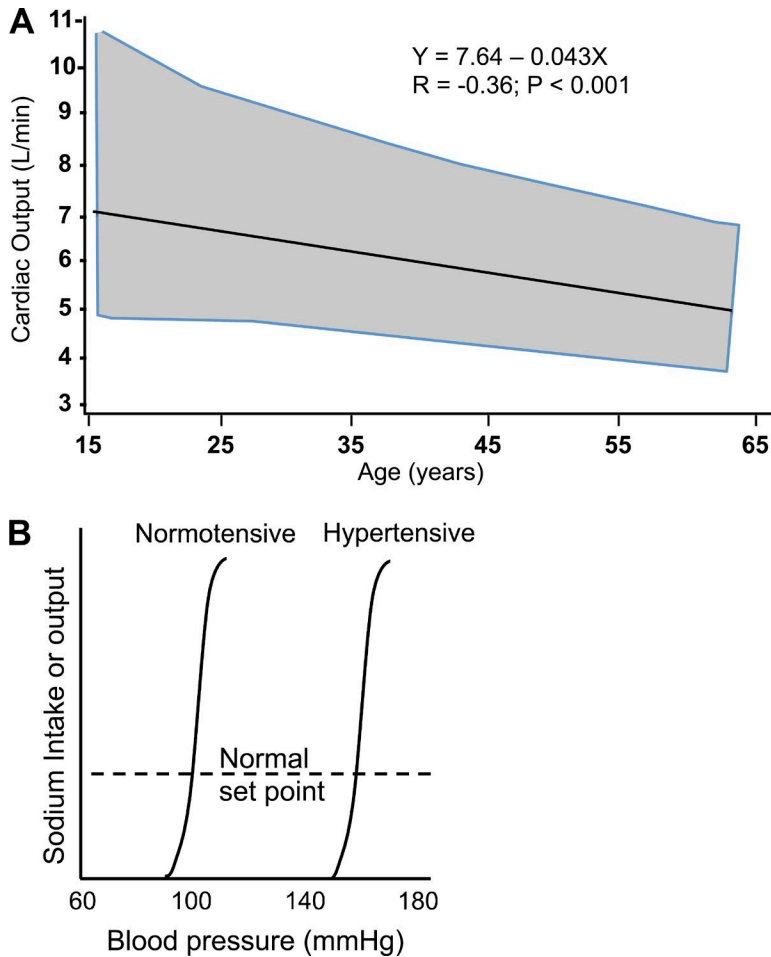 A
Y = 7.64 – 0.043X
R = -0.36; P < 0.001
Cardiac Output (L/min)
11
10
9
8
7
6
5
4
3
15 25 35 45 55 65
Age (years)
B
Normotensive Hypertensive
Sodium Intake or output
Normal
set point
60 100 140 180
Blood pressure (mmHg)